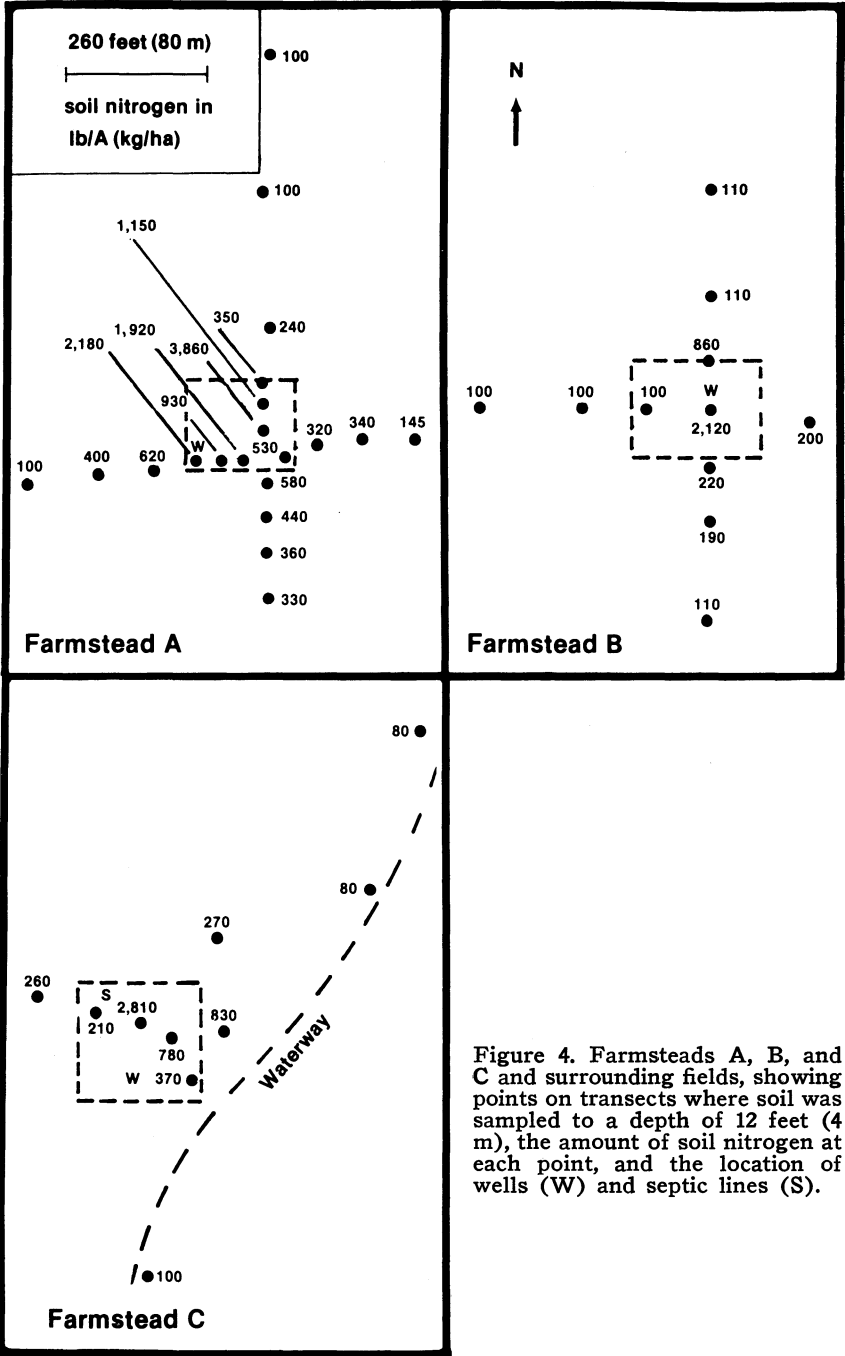 260 feet (80 m)
soil nitrogen in
lb/A (kg/ha)
100
100
1,150
350
240
1,920
2,180
3,860
930
W
530
320
340
145
100
400
620
580
440
360
330
Farmstead A
N
110
110
860
100
100
100
W
2,120
200
220
190
110
Farmstead B
80
80
270
260
S
2,810
210
830
780
W
370
Waterway
100
Farmstead C
Figure 4. Farmsteads A, B, and
C and surrounding fields, showing
points on transects where soil was
sampled to a depth of 12 feet (4
m), the amount of soil nitrogen at
each point, and the location of
wells (W) and septic lines (S).